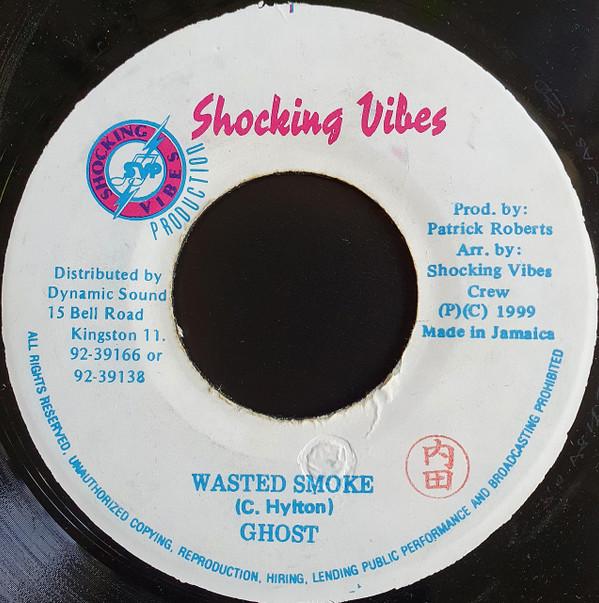 Shocking Vibes
SHOCKING VIBES
SVP
PRODUCTION
Prod. by:
Patrick Roberts
Arr. by:
Shocking Vibes
Crew
(P)(C) 1999
Made in Jamaica
Distributed by
Dynamic Sound
15 Bell Road
Kingston 11.
92-39166 or
92-39138
WASTED SMOKE
(C. Hylton)
GHOST
内田
ALL RIGHTS RESERVED. UNAUTHORIZED COPYING, REPRODUCTION, HIRING, LENDING PUBLIC PERFORMANCE AND BROADCASTING PROHIBITED